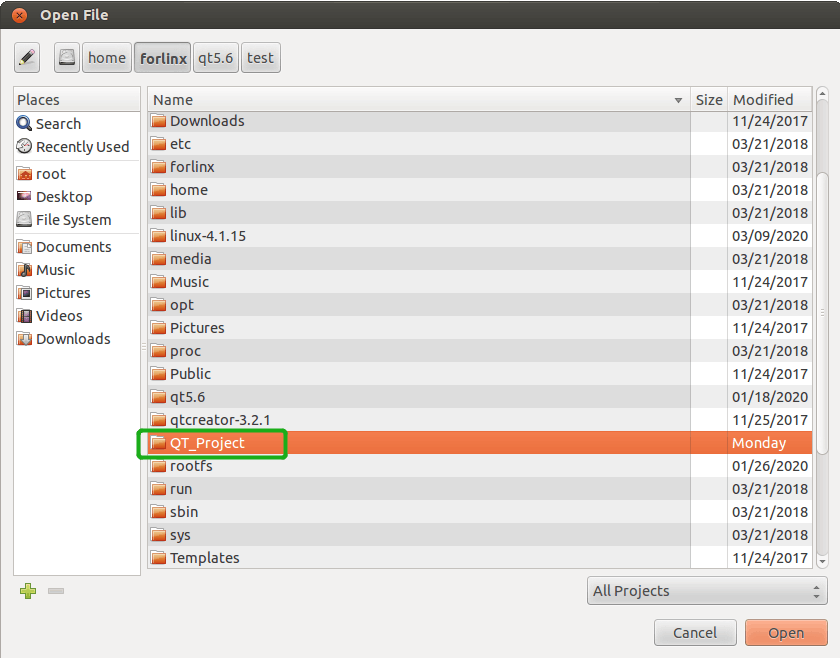 Open File
home forlinx qt5.6 test
Places
Search
Recently Used
root
Desktop
File System
Documents
Music
Pictures
Videos
Downloads
Name Size Modified
Downloads 11/24/2017
etc 03/21/2018
forlinx 03/21/2018
home 03/21/2018
lib 03/21/2018
linux-4.1.15 03/09/2020
media 03/21/2018
Music 11/24/2017
opt 03/21/2018
Pictures 11/24/2017
proc 03/21/2018
Public 11/24/2017
qt5.6 01/18/2020
qtcreator-3.2.1 11/25/2017
QT_Project Monday
rootfs 01/26/2020
run 03/21/2018
sbin 03/21/2018
sys 03/21/2018
Templates 11/24/2017
All Projects
Cancel Open